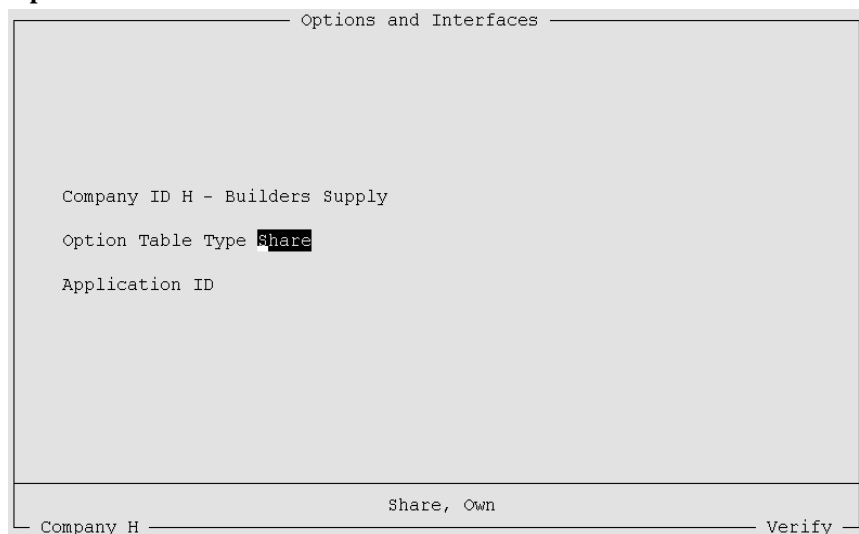 Options and Interfaces
Company ID H - Builders Supply
Option Table Type Share
Application ID
Share, Own
Company H
Verify